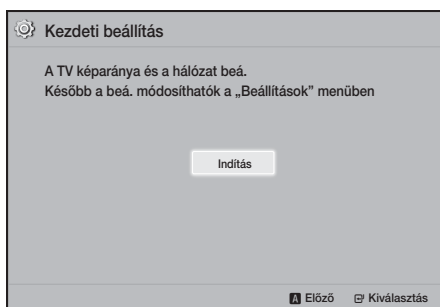 Kezdeti beállítás
A TV képaránya és a hálózat beá.
Később a beá. módosíthatók a „Beállítások” menüben
Indítás
A Előző Kiválasztás